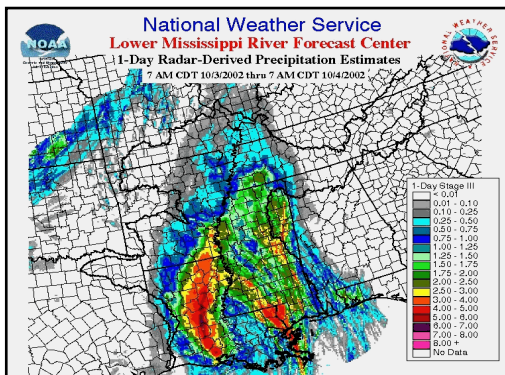 National Weather Service
Lower Mississippi River Forecast Center
1-Day Radar-Derived Precipitation Estimates
7 AM CDT 10/3/2002 thru 7 AM CDT 10/4/2002
NOAA
NATIONAL WEATHER SERVICE
1-Day Stage III
< 0.01
0.01 - 0.10
0.10 - 0.25
0.25 - 0.50
0.50 - 0.75
0.75 - 1.00
1.00 - 1.25
1.25 - 1.50
1.50 - 1.75
1.75 - 2.00
2.00 - 2.50
2.50 - 3.00
3.00 - 4.00
4.00 - 5.00
5.00 - 6.00
6.00 - 7.00
7.00 - 8.00
8.00 +
No Data